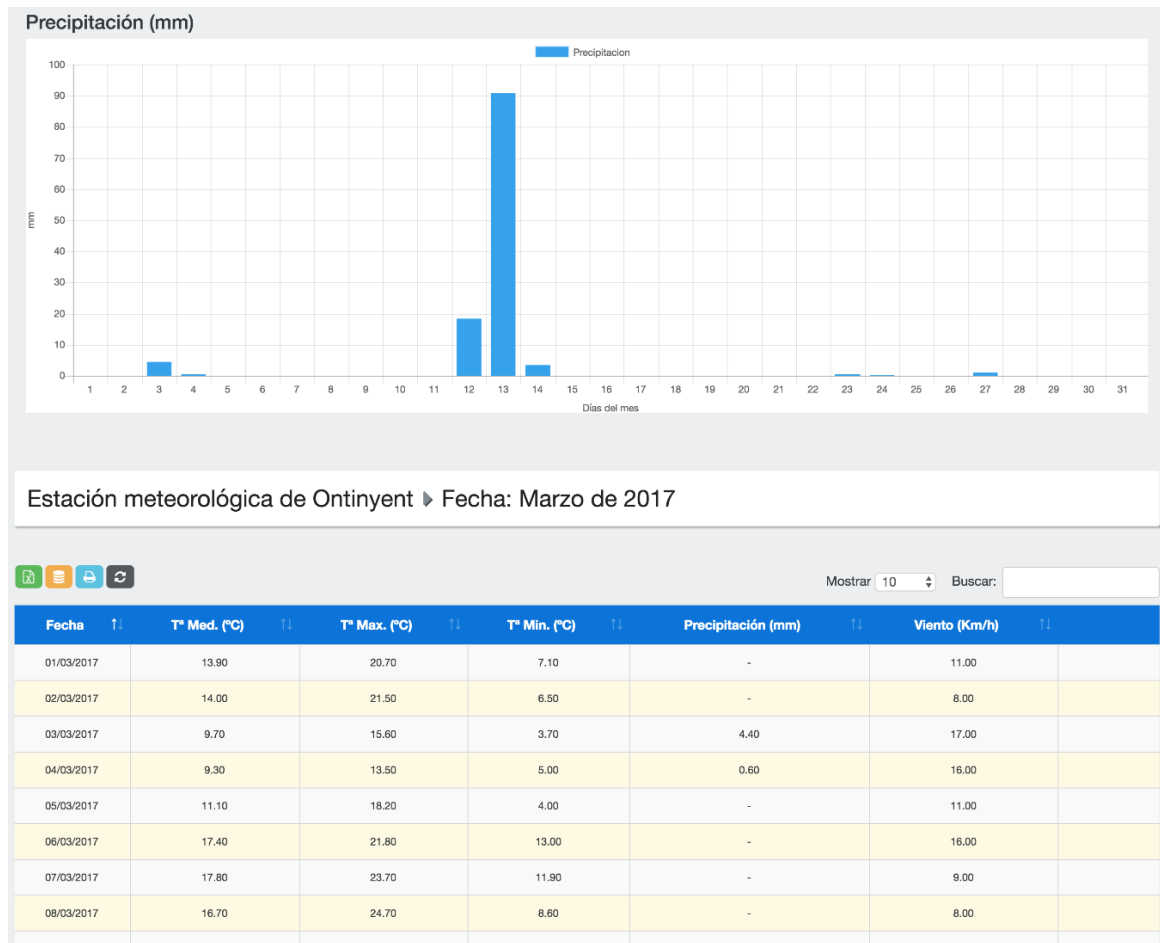 Precipitación (mm)
Precipitacion
100
90
80
70
60
50
40
30
20
10
0
mm
1 2 3 4 5 6 7 8 9 10 11 12 13 14 15 16 17 18 19 20 21 22 23 24 25 26 27 28 29 30 31
Días del mes
Estación meteorológica de Ontinyent ▶ Fecha: Marzo de 2017
Mostrar 10 Buscar:
Fecha Tª Med. (ºC) Tª Max. (ºC) Tª Min. (ºC) Precipitación (mm) Viento (Km/h)
01/03/2017 13.90 20.70 7.10 - 11.00
02/03/2017 14.00 21.50 6.50 - 8.00
03/03/2017 9.70 15.60 3.70 4.40 17.00
04/03/2017 9.30 13.50 5.00 0.60 16.00
05/03/2017 11.10 18.20 4.00 - 11.00
06/03/2017 17.40 21.80 13.00 - 16.00
07/03/2017 17.80 23.70 11.90 - 9.00
08/03/2017 16.70 24.70 8.60 - 8.00